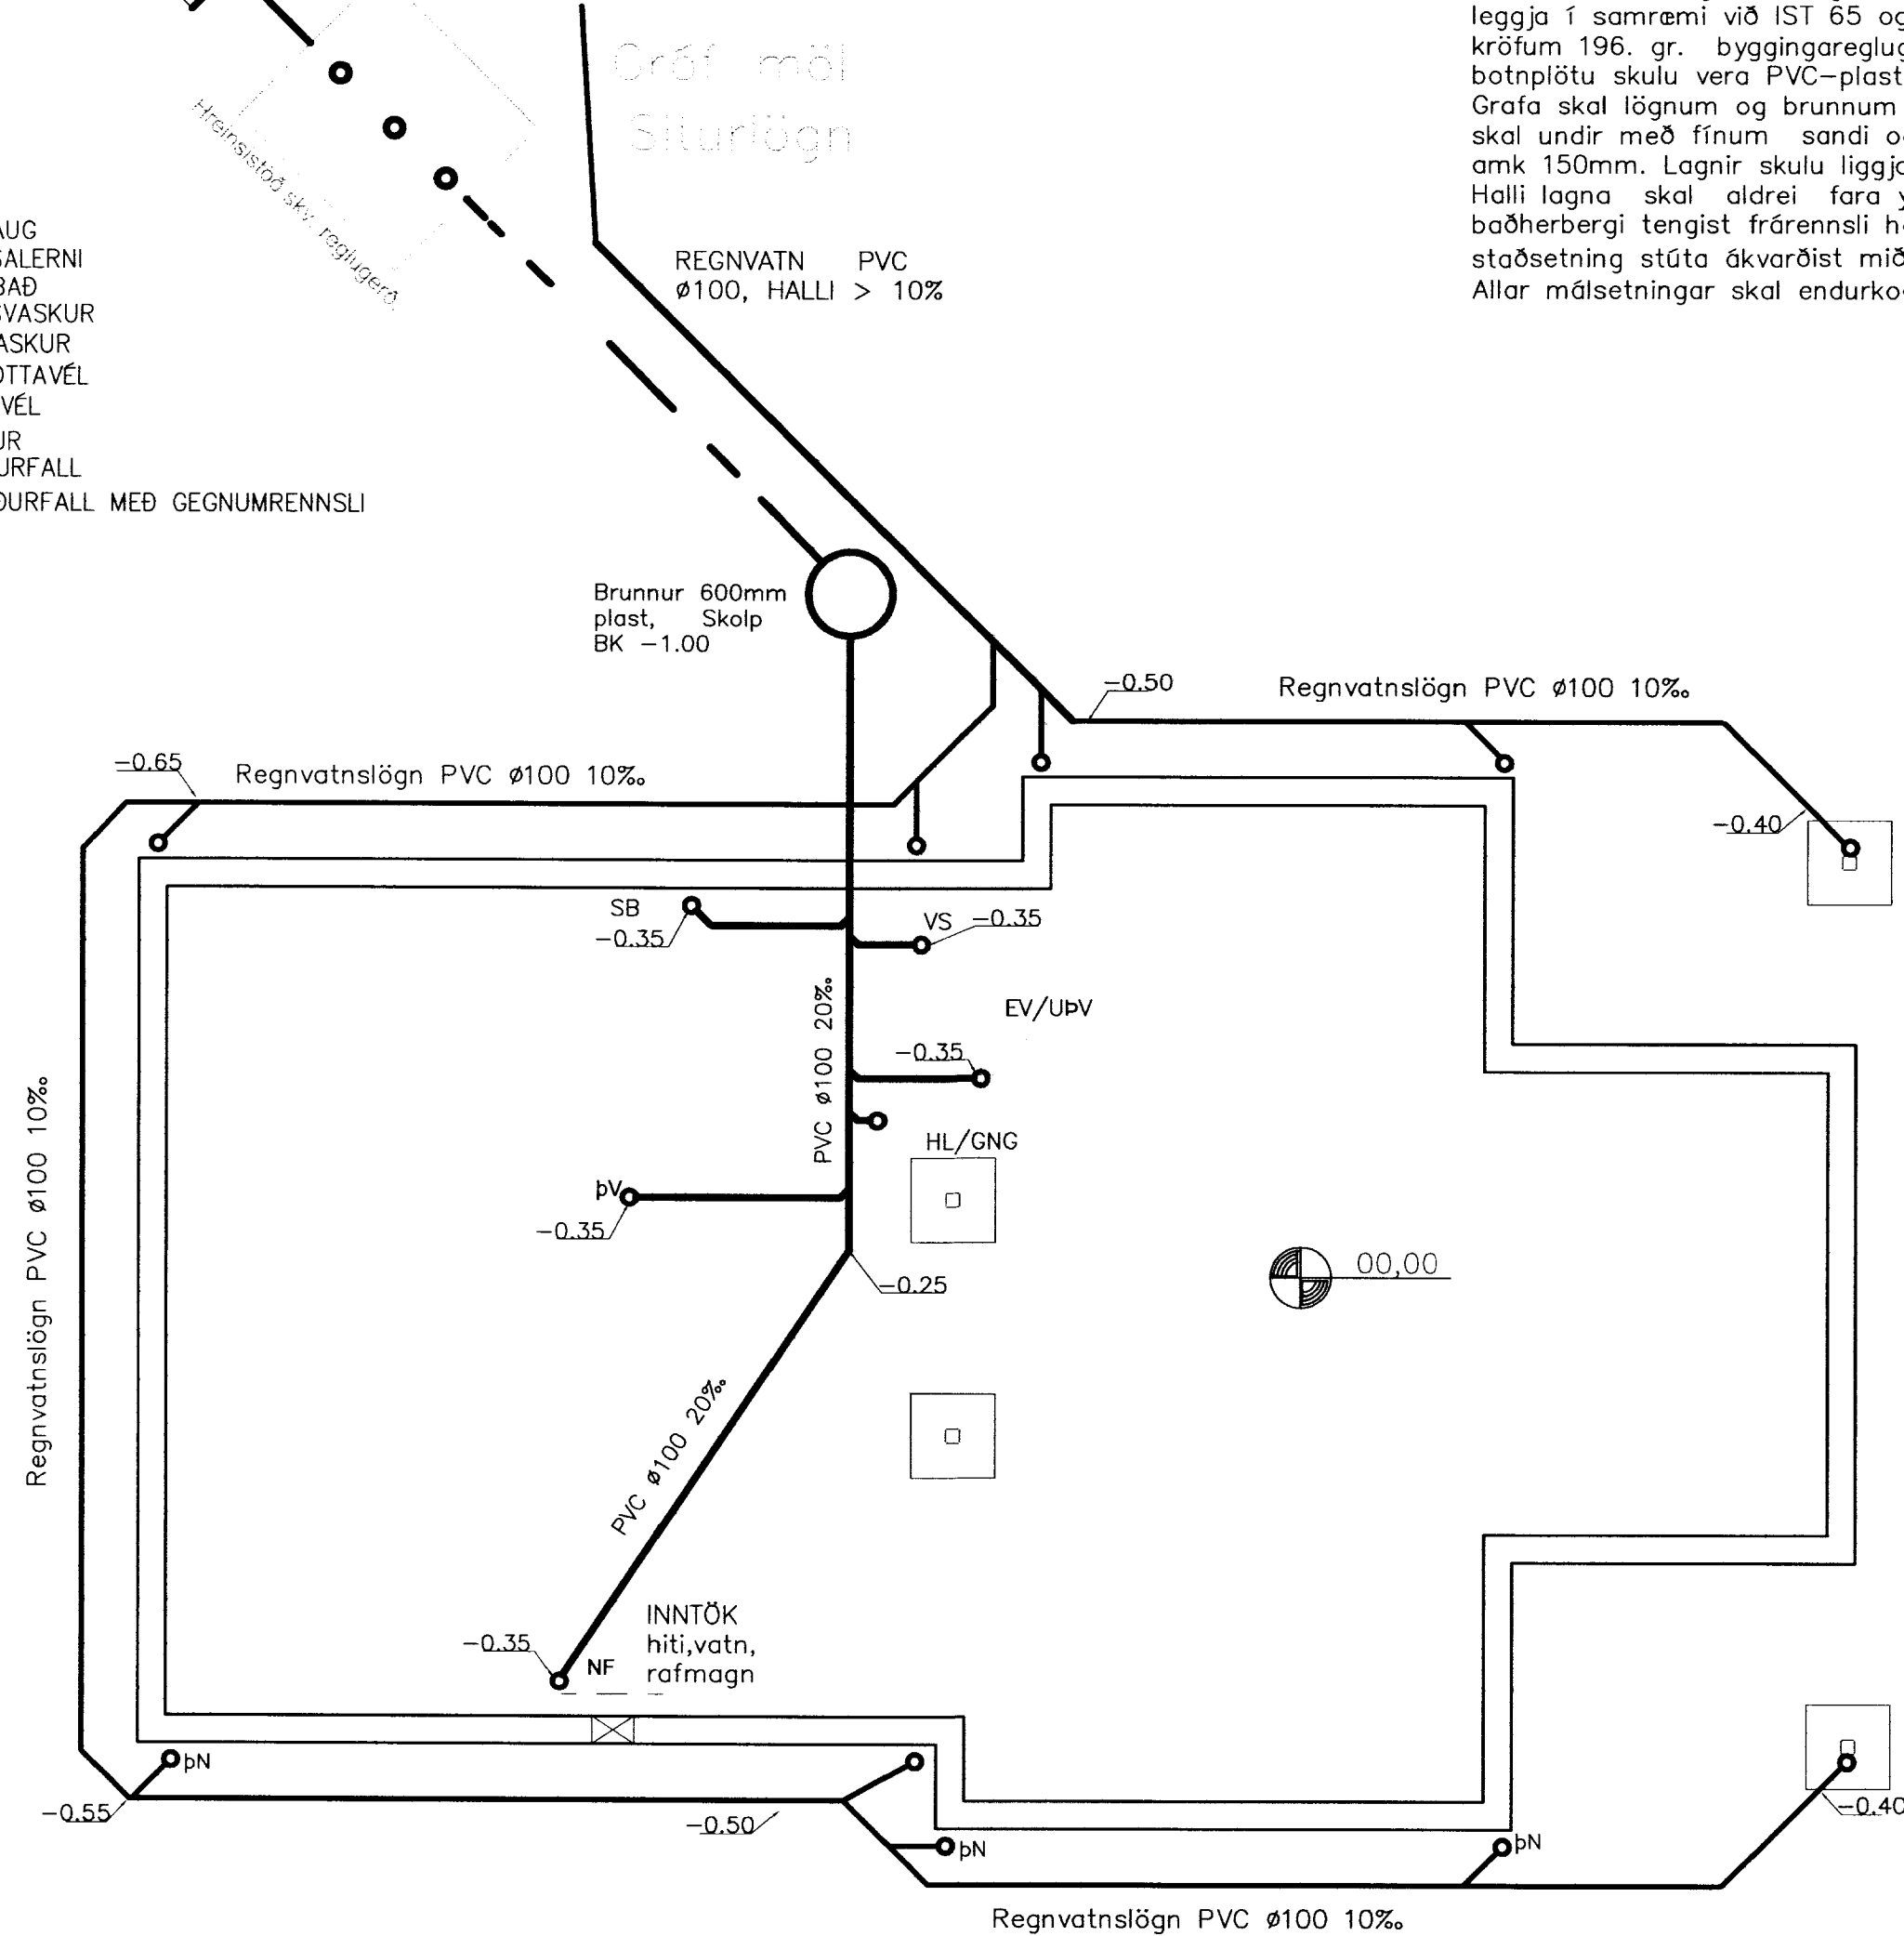 leggja í samræmi við IST 65 og
kröfum 196. gr. byggingareglug
botnplötu skulu vera PVC-plast
Grafa skal lögnum og brunnum
skal undir með fínum sandi og
amk 150mm. Lagnir skulu liggja
Halli lagna skal aldrei fara y
baðherbergi tengist frárennsli h
staðsetning stúta ákvarðist mið
Allar málsetningar skal endurko
Gróf möl
Siturlögn
Hreinsistöð skv. reglugerð.
AUG
SALERNI
BAÐ
SVASKUR
ASKUR
OTTAVÉL
VÉL
UR
URFALL
ÐURFALL MEÐ GEGNUMRENNSLI
REGNVATN PVC
ø100, HALLI > 10%
Brunnur 600mm
plast, Skolp
BK -1.00
-0.50
Regnvatnslögn PVC ø100 10‰
-0.65
Regnvatnslögn PVC ø100 10‰
-0.40
SB
-0.35
VS -0.35
EV/UÞV
-0.35
PVC ø100 20‰
HL/GNG
þV
-0.35
-0.25
00,00
Regnvatnslögn PVC ø100 10‰
PVC ø100 20‰
-0.35
NF
INNTÖK
hiti,vatn,
rafmagn
þN
-0.55
-0.50
þN
þN
-0.40
Regnvatnslögn PVC ø100 10‰